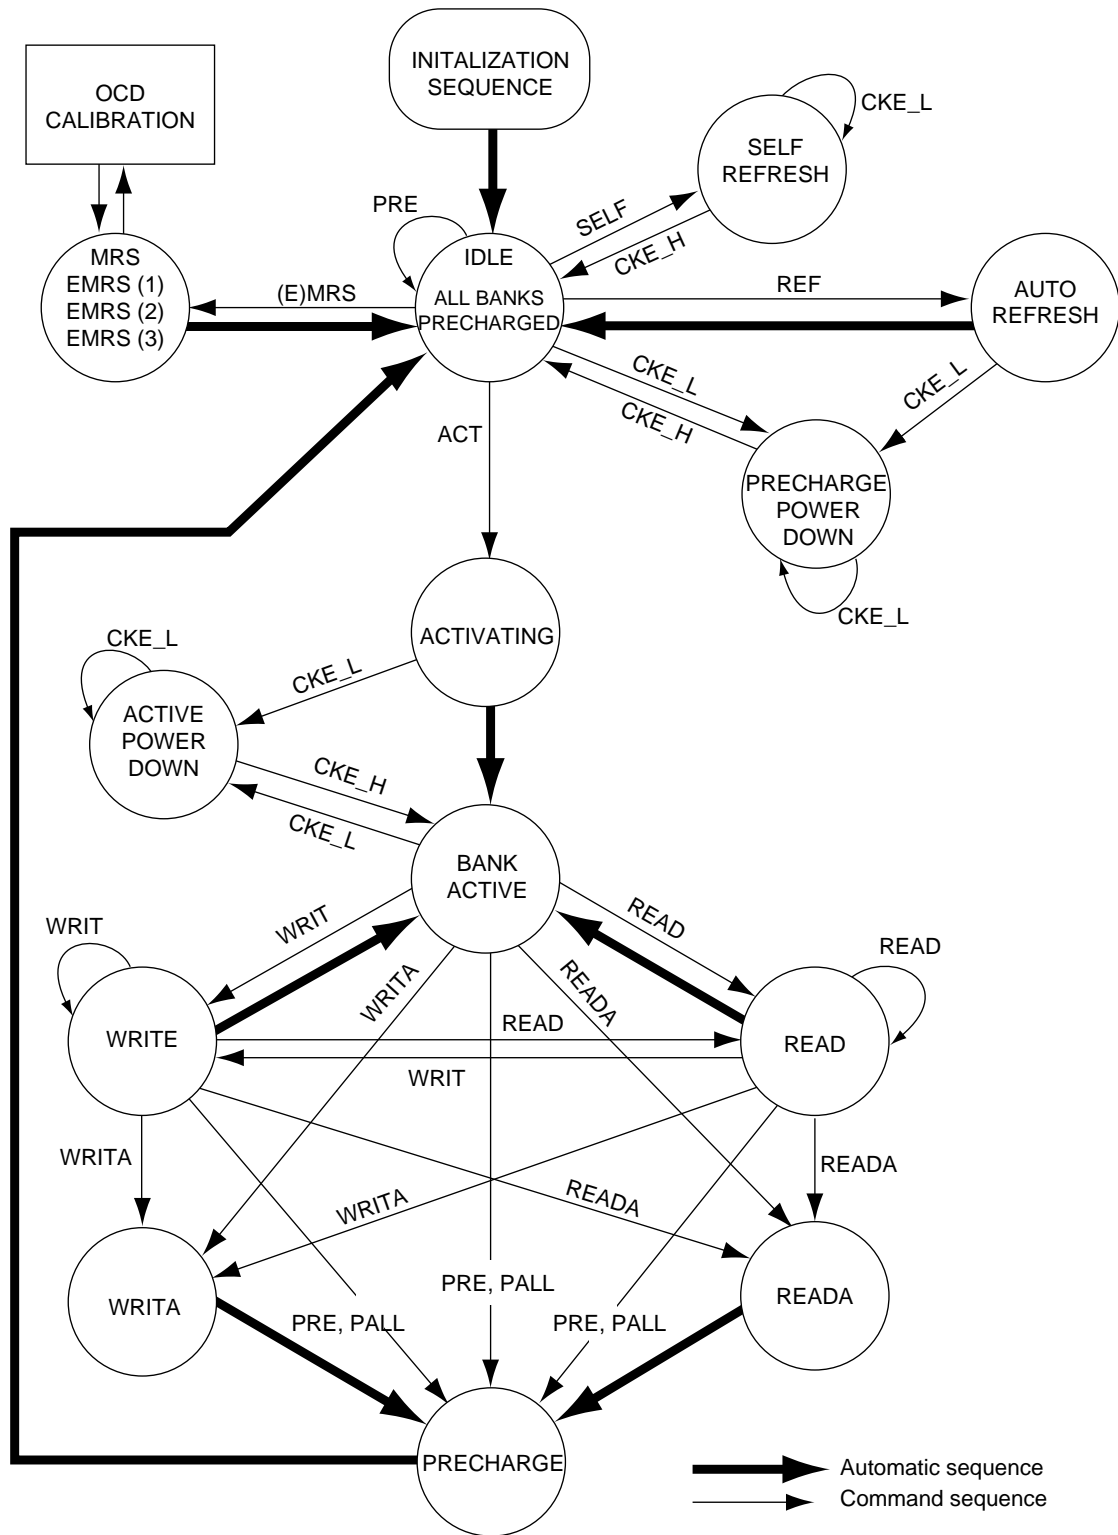 INITALIZATION
SEQUENCE
OCD
CALIBRATION
CKE_L
SELF
REFRESH
PRE
SELF
CKE_H
MRS
EMRS (1)
EMRS (2)
EMRS (3)
(E)MRS
IDLE
ALL BANKS
PRECHARGED
REF
AUTO
REFRESH
CKE_L
CKE_H
CKE_L
ACT
PRECHARGE
POWER
DOWN
CKE_L
ACTIVATING
CKE_L
CKE_L
ACTIVE
POWER
DOWN
CKE_H
CKE_L
BANK
ACTIVE
WRIT
WRIT
READ
READ
WRITA
READA
WRITE
READ
READ
WRIT
WRITA
READA
WRITA
READA
WRITA
PRE, PALL
PRE, PALL
PRE, PALL
READA
PRECHARGE
Automatic sequence
Command sequence